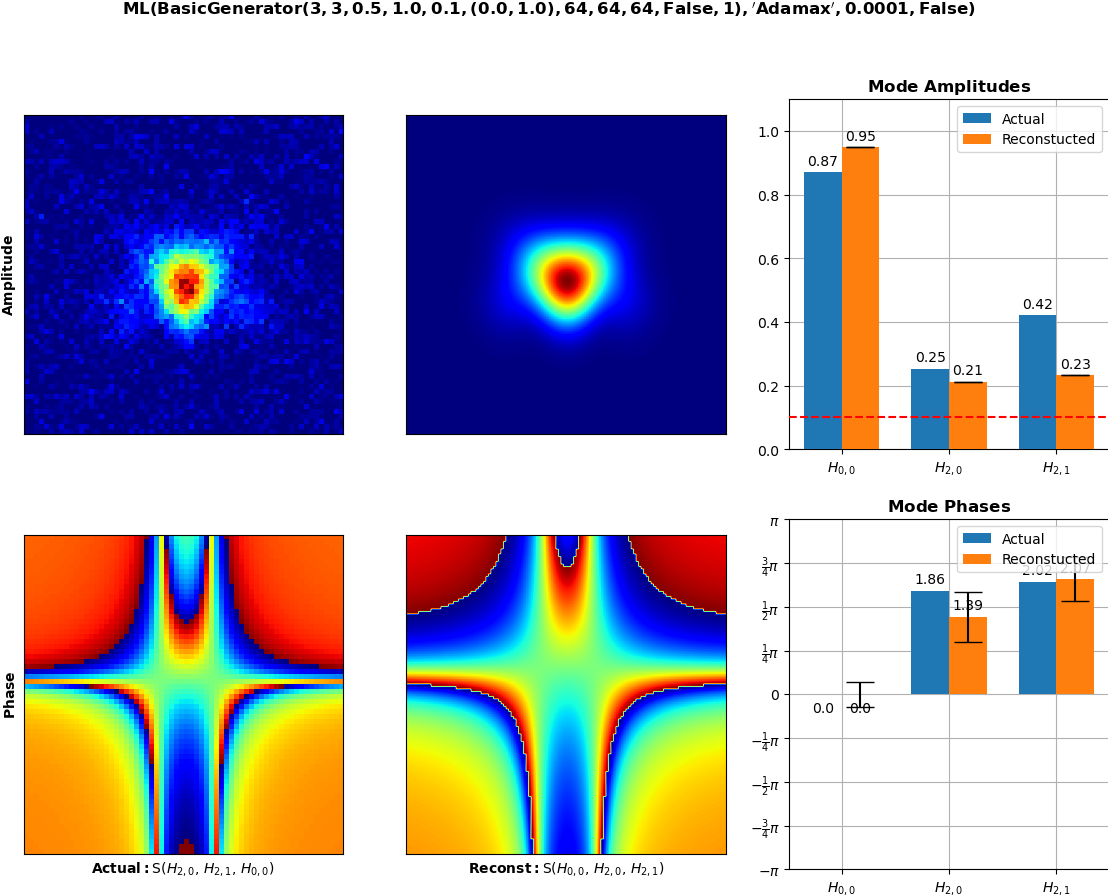 ML(BasicGenerator(3, 3, 0.5, 1.0, 0.1, (0.0, 1.0), 64, 64, 64, False, 1), ′Adamax′, 0.0001, False)
Amplitude
Mode Amplitudes
Actual
Reconstucted
1.0
0.8
0.6
0.4
0.2
0.0
0.87
0.95
0.25
0.21
0.42
0.23
H0,0
H2,0
H2,1
Phase
Actual: S(H2,0, H2,1, H0,0)
Reconst: S(H0,0, H2,0, H2,1)
Mode Phases
Actual
Reconstucted
π
3/4π
1/2π
1/4π
0
−1/4π
−1/2π
−3/4π
−π
0.0
0.0
1.86
1.39
2.02
H0,0
H2,0
H2,1